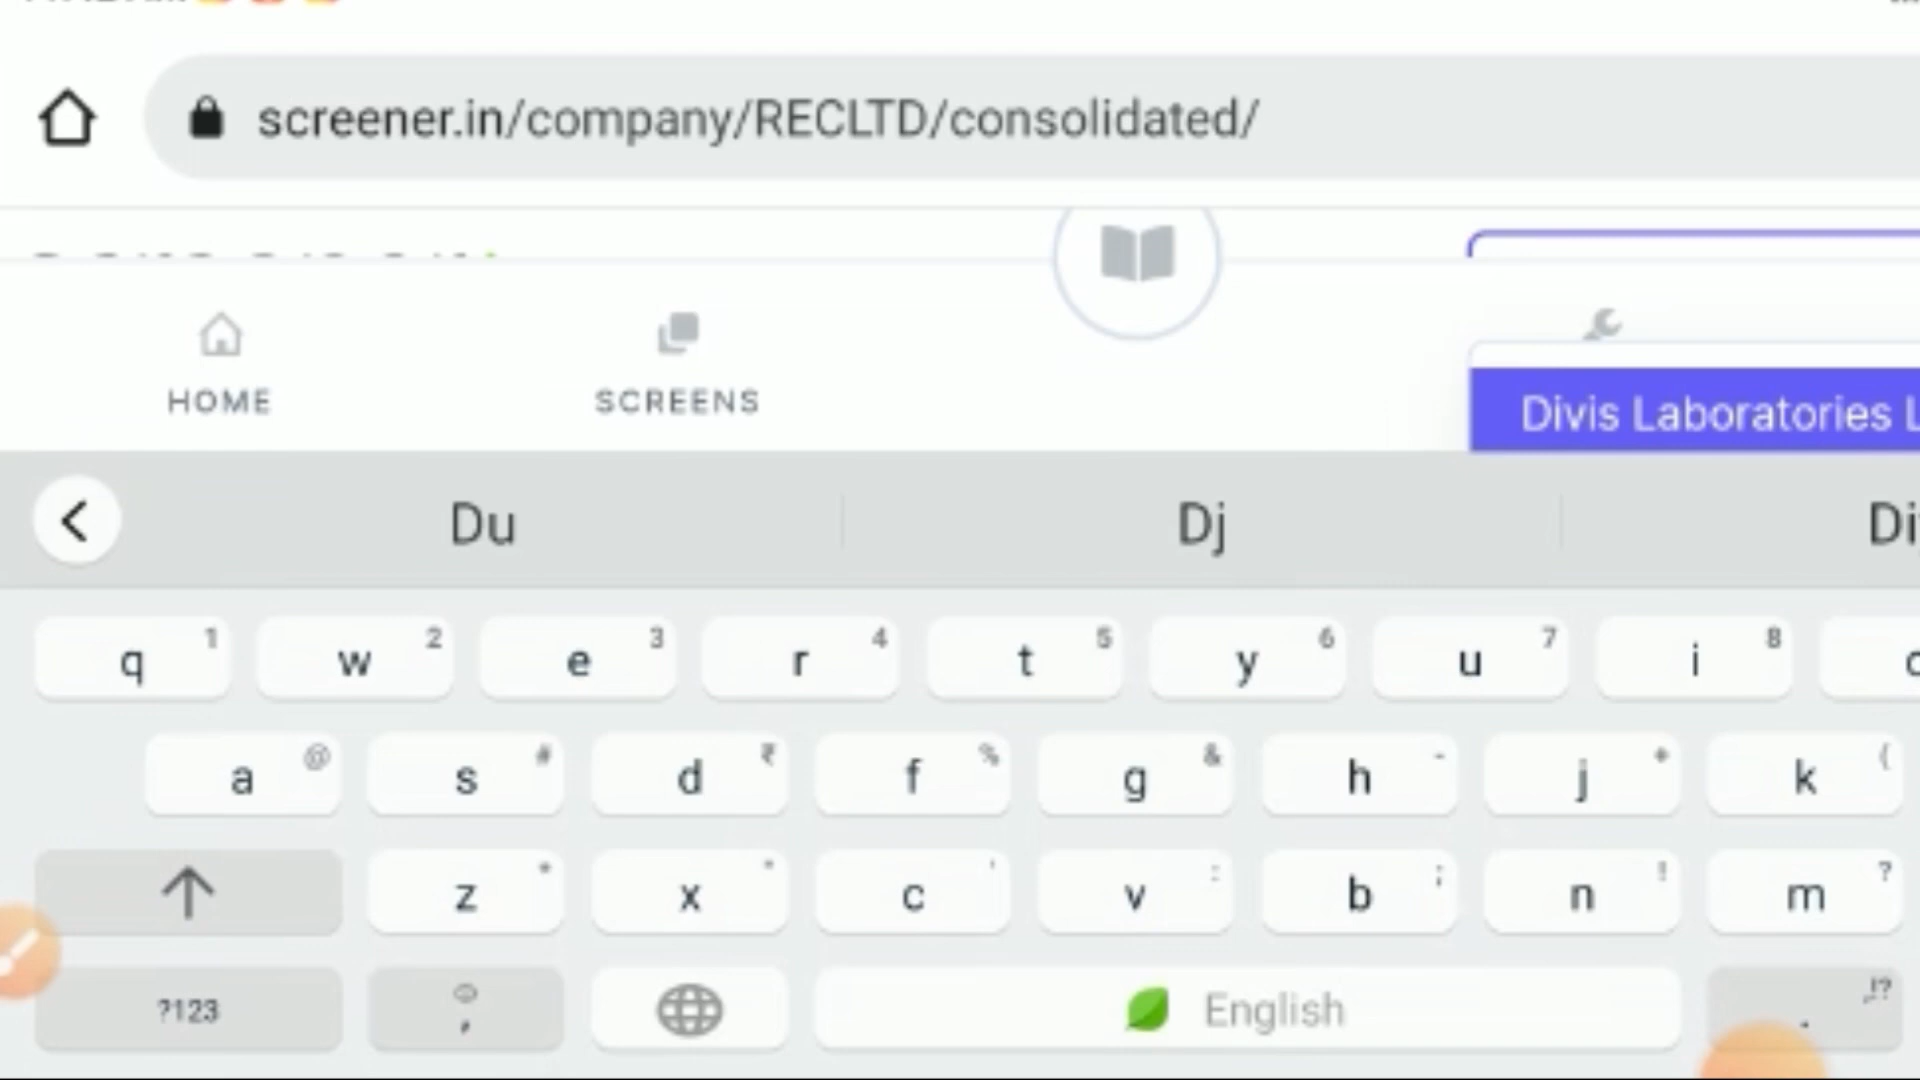 screener.in/company/RECLTD/consolidated/
HOME
SCREENS
Divis Laboratories L
Du
Dj
q 1 w 2 e 3 r 4 t 5 y 6 u 7 i 8
a @ s # d ₹ f % g & h - j + k (
z x c ' v : b ; n ! m ?
?123 , English . ,!?